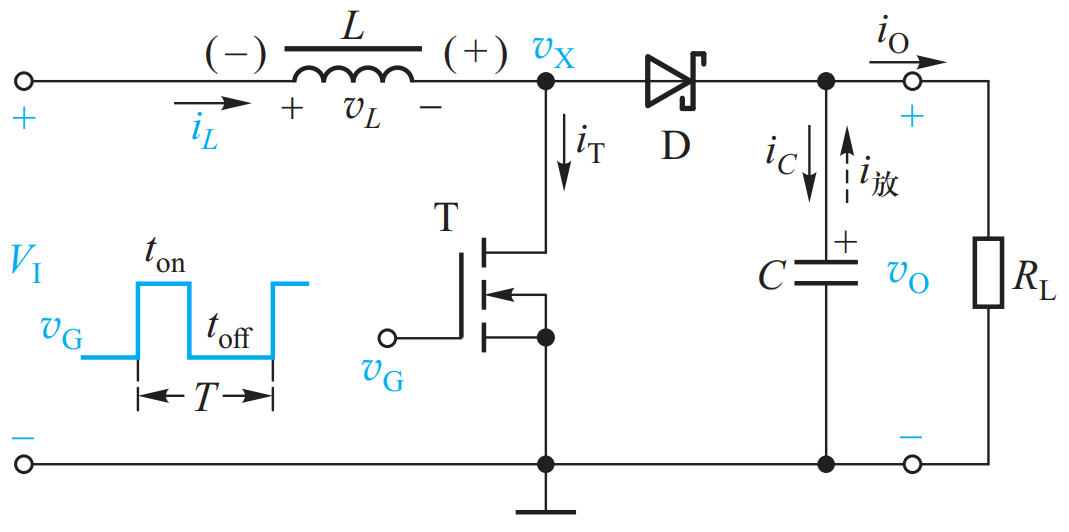 L
(−) (+) v_X i_O
+ i_L + v_L − i_T D i_C i_放 +
T
V_I t_on + 
C v_O R_L
v_G t_off v_G
T
− −